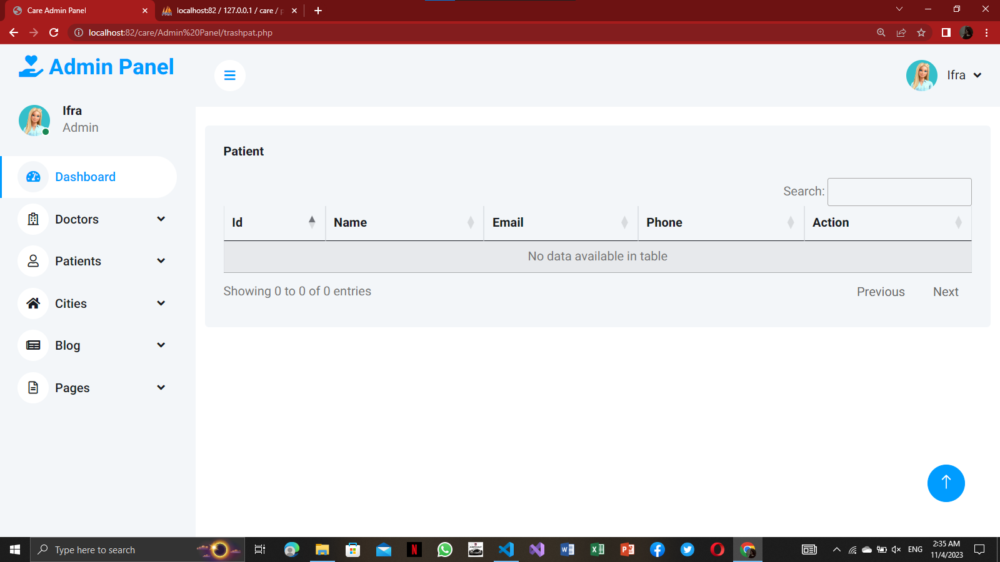 Care Admin Panel
localhost:82 / 127.0.0.1 / care /
localhost:82/care/Admin%20Panel/trashpat.php
Admin Panel
Ifra
Ifra
Admin
Dashboard
Doctors
Patients
Cities
Blog
Pages
Patient
Search:
Id Name Email Phone Action
No data available in table
Showing 0 to 0 of 0 entries
Previous Next
Type here to search
ENG
2:35 AM
11/4/2023